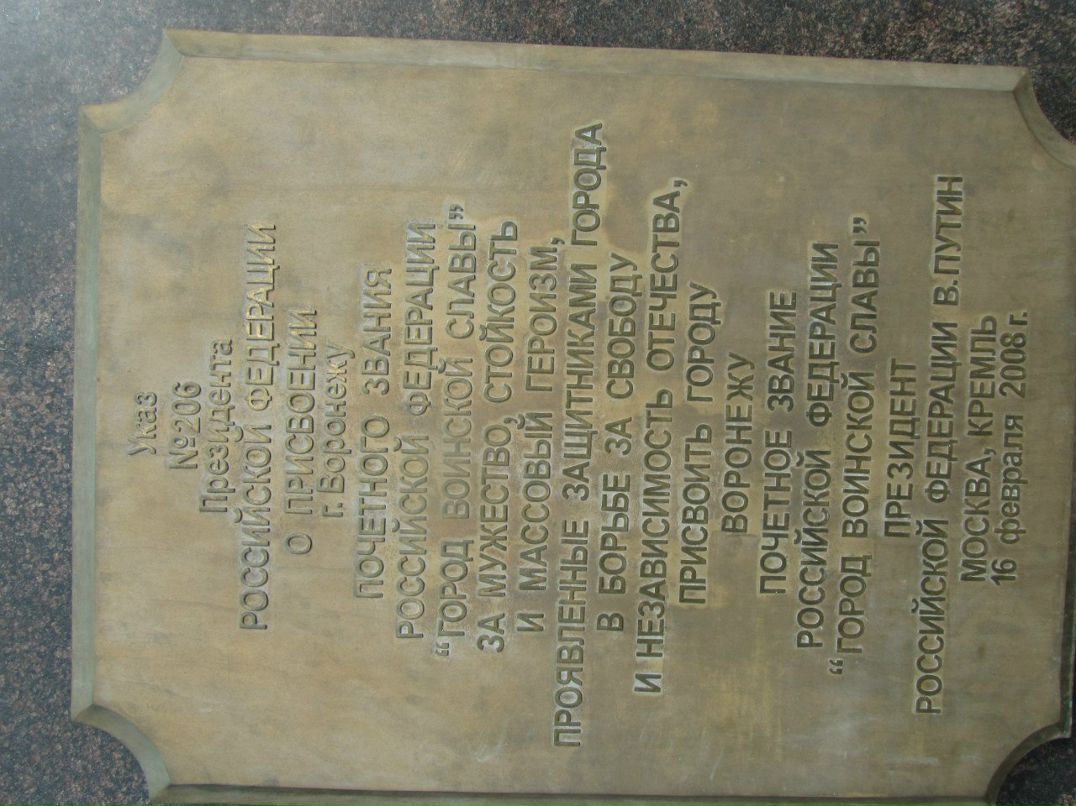 Указ
№206
Президента
РОССИЙСКОЙ ФЕДЕРАЦИИ
О ПРИСВОЕНИИ
г. Воронежу
ПОЧЕТНОГО ЗВАНИЯ
РОССИЙСКОЙ ФЕДЕРАЦИИ
“ГОРОД ВОИНСКОЙ СЛАВЫ”
ЗА МУЖЕСТВО, СТОЙКОСТЬ
И МАССОВЫЙ ГЕРОИЗМ,
ПРОЯВЛЕННЫЕ ЗАЩИТНИКАМИ ГОРОДА
В БОРЬБЕ ЗА СВОБОДУ
И НЕЗАВИСИМОСТЬ ОТЕЧЕСТВА,
ПРИСВОИТЬ ГОРОДУ
ВОРОНЕЖУ
ПОЧЕТНОЕ ЗВАНИЕ
РОССИЙСКОЙ ФЕДЕРАЦИИ
“ГОРОД ВОИНСКОЙ СЛАВЫ”
ПРЕЗИДЕНТ
РОССИЙСКОЙ ФЕДЕРАЦИИ В.ПУТИН
МОСКВА, КРЕМЛЬ
16 февраля 2008 г.